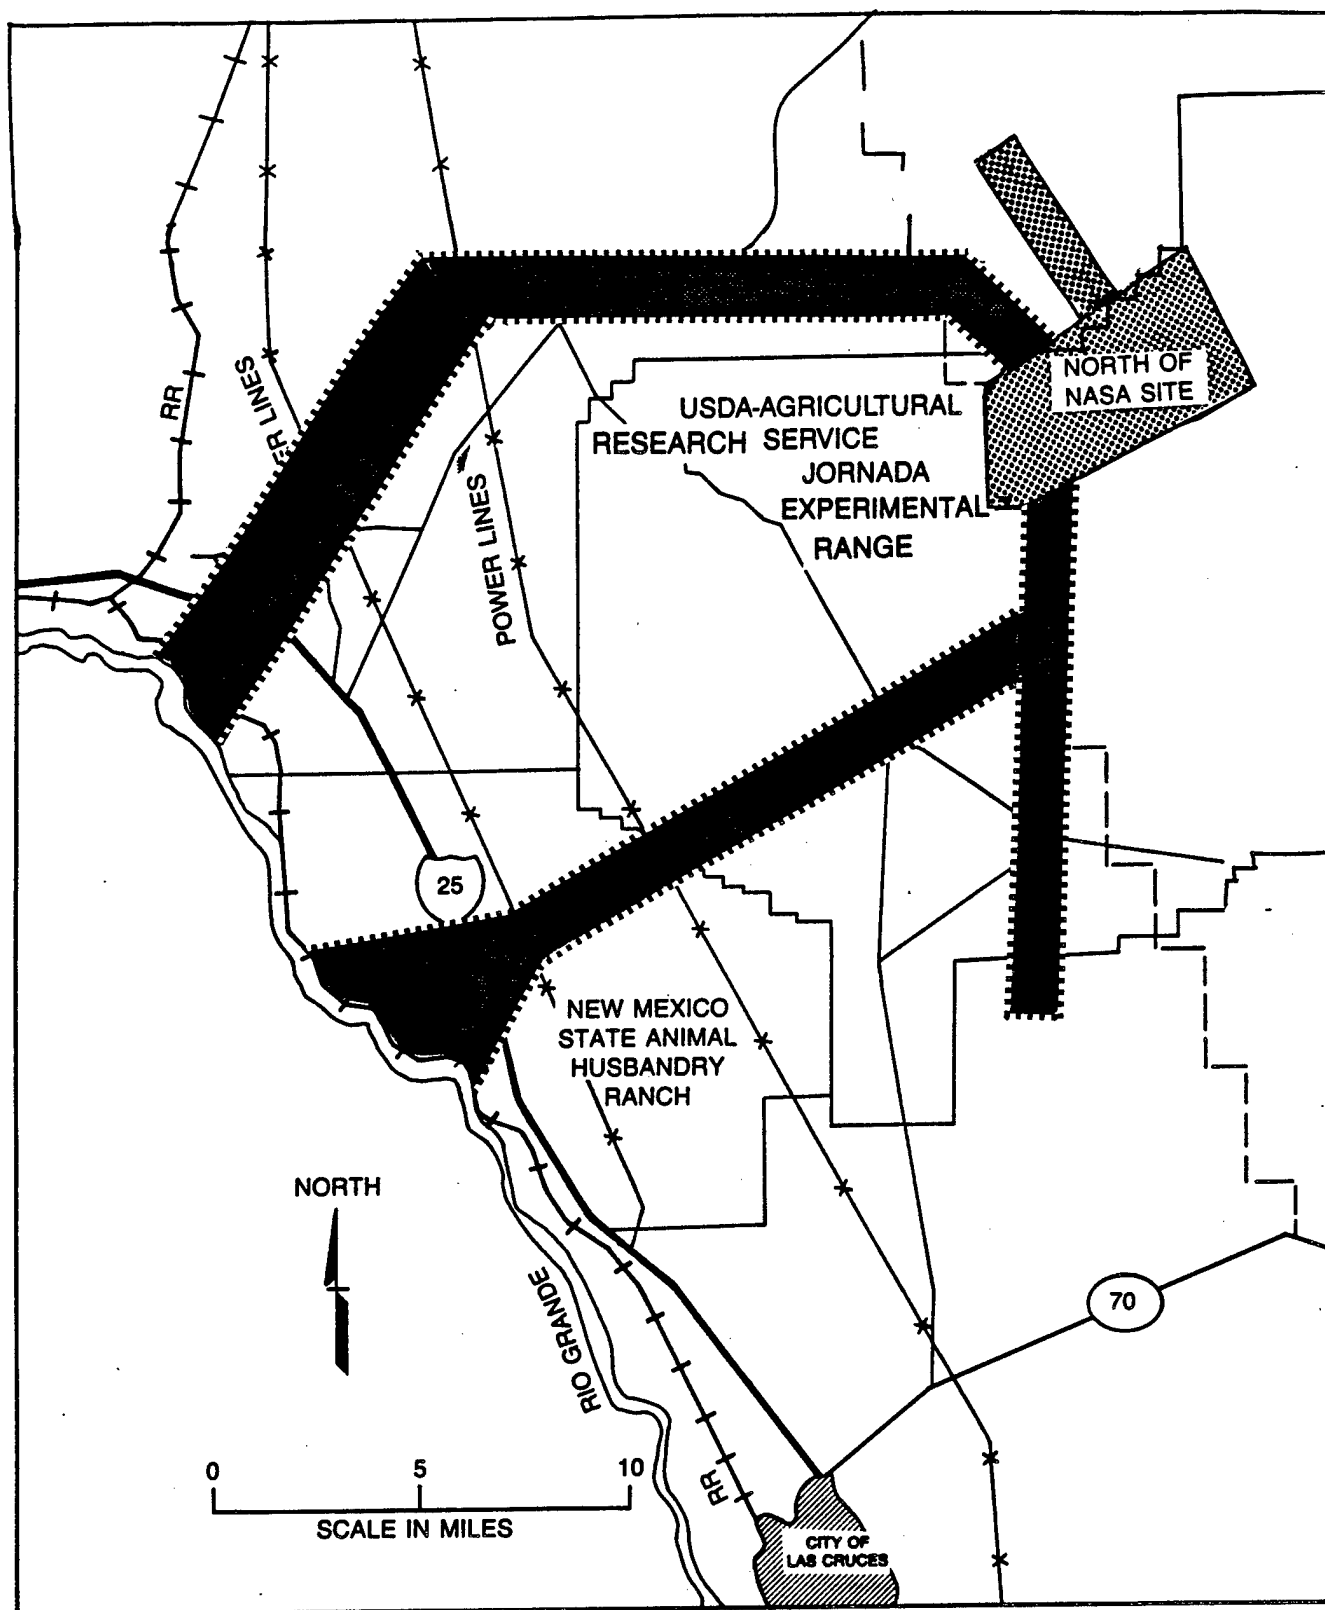 NORTH OF
NASA SITE
USDA-AGRICULTURAL
RESEARCH SERVICE
JORNADA
EXPERIMENTAL
RANGE
RR
ER LINES
POWER LINES
25
NEW MEXICO
STATE ANIMAL
HUSBANDRY
RANCH
NORTH
RIO GRANDE
70
0 5 10
SCALE IN MILES
RR
CITY OF
LAS CRUCES